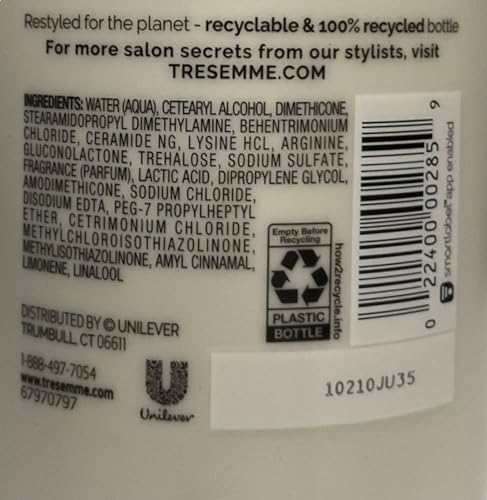 Restyled for the planet - recyclable & 100% recycled bottle
For more salon secrets from our stylists, visit
TRESEMME.COM
INGREDIENTS: WATER (AQUA), CETEARYL ALCOHOL, DIMETHICONE,
STEARAMIDOPROPYL DIMETHYLAMINE, BEHENTRIMONIUM
CHLORIDE, CERAMIDE NG, LYSINE HCL, ARGININE,
GLUCONOLACTONE, TREHALOSE, SODIUM SULFATE,
FRAGRANCE (PARFUM), LACTIC ACID, DIPROPYLENE GLYCOL,
AMODIMETHICONE, SODIUM CHLORIDE,
DISODIUM EDTA, PEG-7 PROPYLHEPTYL
ETHER, CETRIMONIUM CHLORIDE,
METHYLCHLOROISOTHIAZOLINONE,
METHYLISOTHIAZOLINONE, AMYL CINNAMAL,
LIMONENE, LINALOOL
Empty Before
Recycling
PLASTIC
BOTTLE
how2recycle.info
0 22400 00285 9
smartlabel™ app enabled
DISTRIBUTED BY © UNILEVER
TRUMBULL, CT 06611
1-888-497-7054
www.tresemme.com
67970797
Unilever
10210JU35